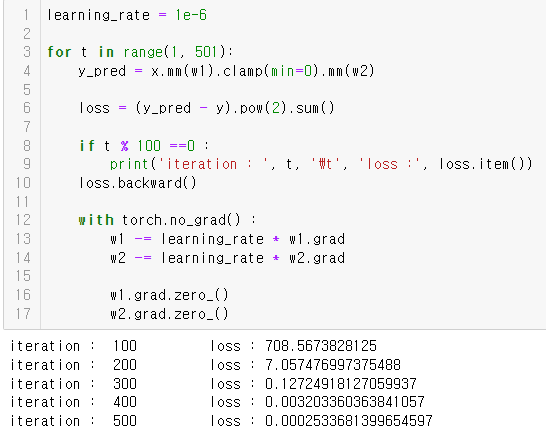 1 learning_rate = 1e-6
2
3 for t in range(1, 501):
4     y_pred = x.mm(w1).clamp(min=0).mm(w2)
5
6     loss = (y_pred - y).pow(2).sum()
7
8     if t % 100 ==0 :
9         print('iteration : ', t, '₩t', 'loss :', loss.item())
10     loss.backward()
11
12     with torch.no_grad() :
13         w1 -= learning_rate * w1.grad
14         w2 -= learning_rate * w2.grad
15
16         w1.grad.zero_()
17         w2.grad.zero_()
iteration :  100 	 loss : 708.5673828125
iteration :  200 	 loss : 7.057476997375488
iteration :  300 	 loss : 0.12724918127059937
iteration :  400 	 loss : 0.003203360363841057
iteration :  500 	 loss : 0.0002533681399654597